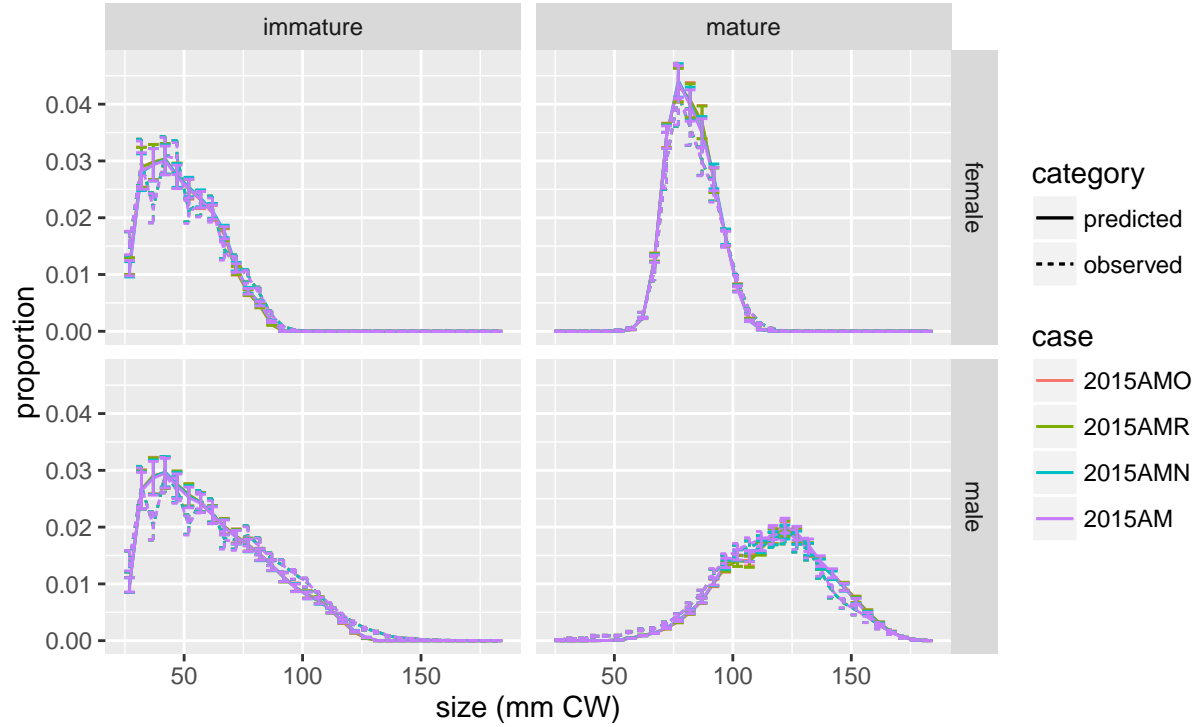 immature
mature
0.04
0.03
0.02
0.01
0.00
female
0.04
0.03
0.02
0.01
0.00
male
50
100
150
50
100
150
proportion
size (mm CW)
category
predicted
observed
case
2015AMO
2015AMR
2015AMN
2015AM